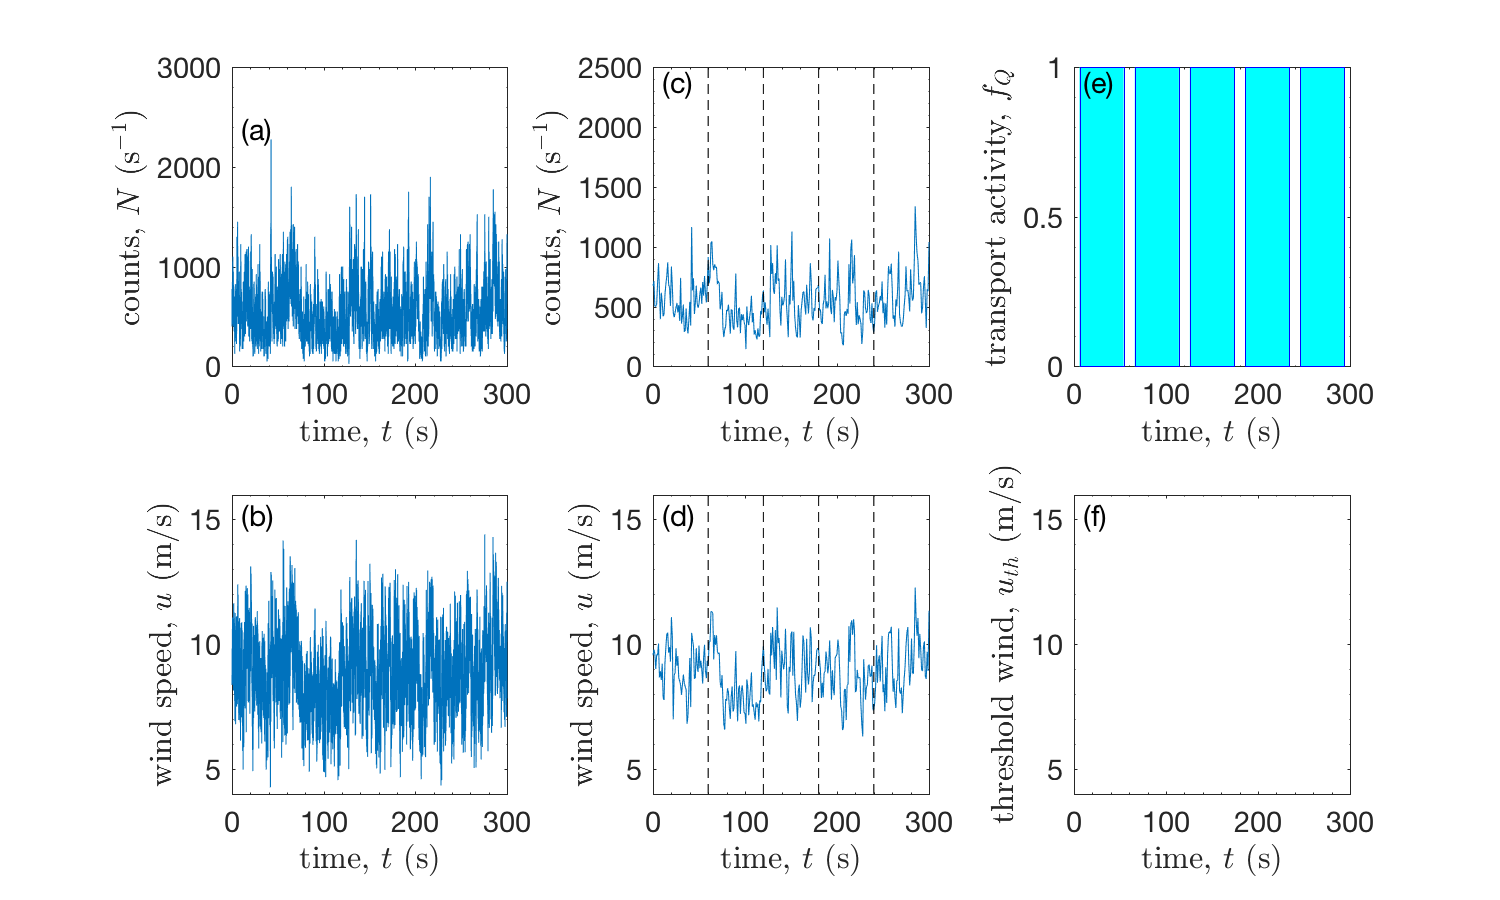 (a)
counts, N (s⁻¹)
3000
2000
1000
0
0 100 200 300
time, t (s)
(c)
counts, N (s⁻¹)
2500
2000
1500
1000
500
0
0 100 200 300
time, t (s)
(e)
transport activity, f_Q
1
0.5
0
0 100 200 300
time, t (s)
(b)
wind speed, u (m/s)
15
10
5
0 100 200 300
time, t (s)
(d)
wind speed, u (m/s)
15
10
5
0 100 200 300
time, t (s)
(f)
threshold wind, u_th (m/s)
15
10
5
0 100 200 300
time, t (s)